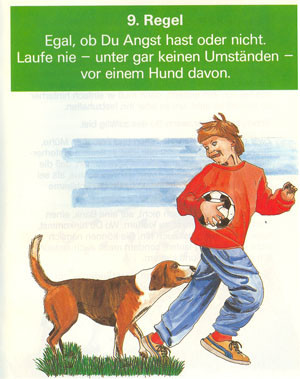 9. Regel
Egal, ob Du Angst hast oder nicht.
Laufe nie – unter gar keinen Umständen –
vor einem Hund davon.